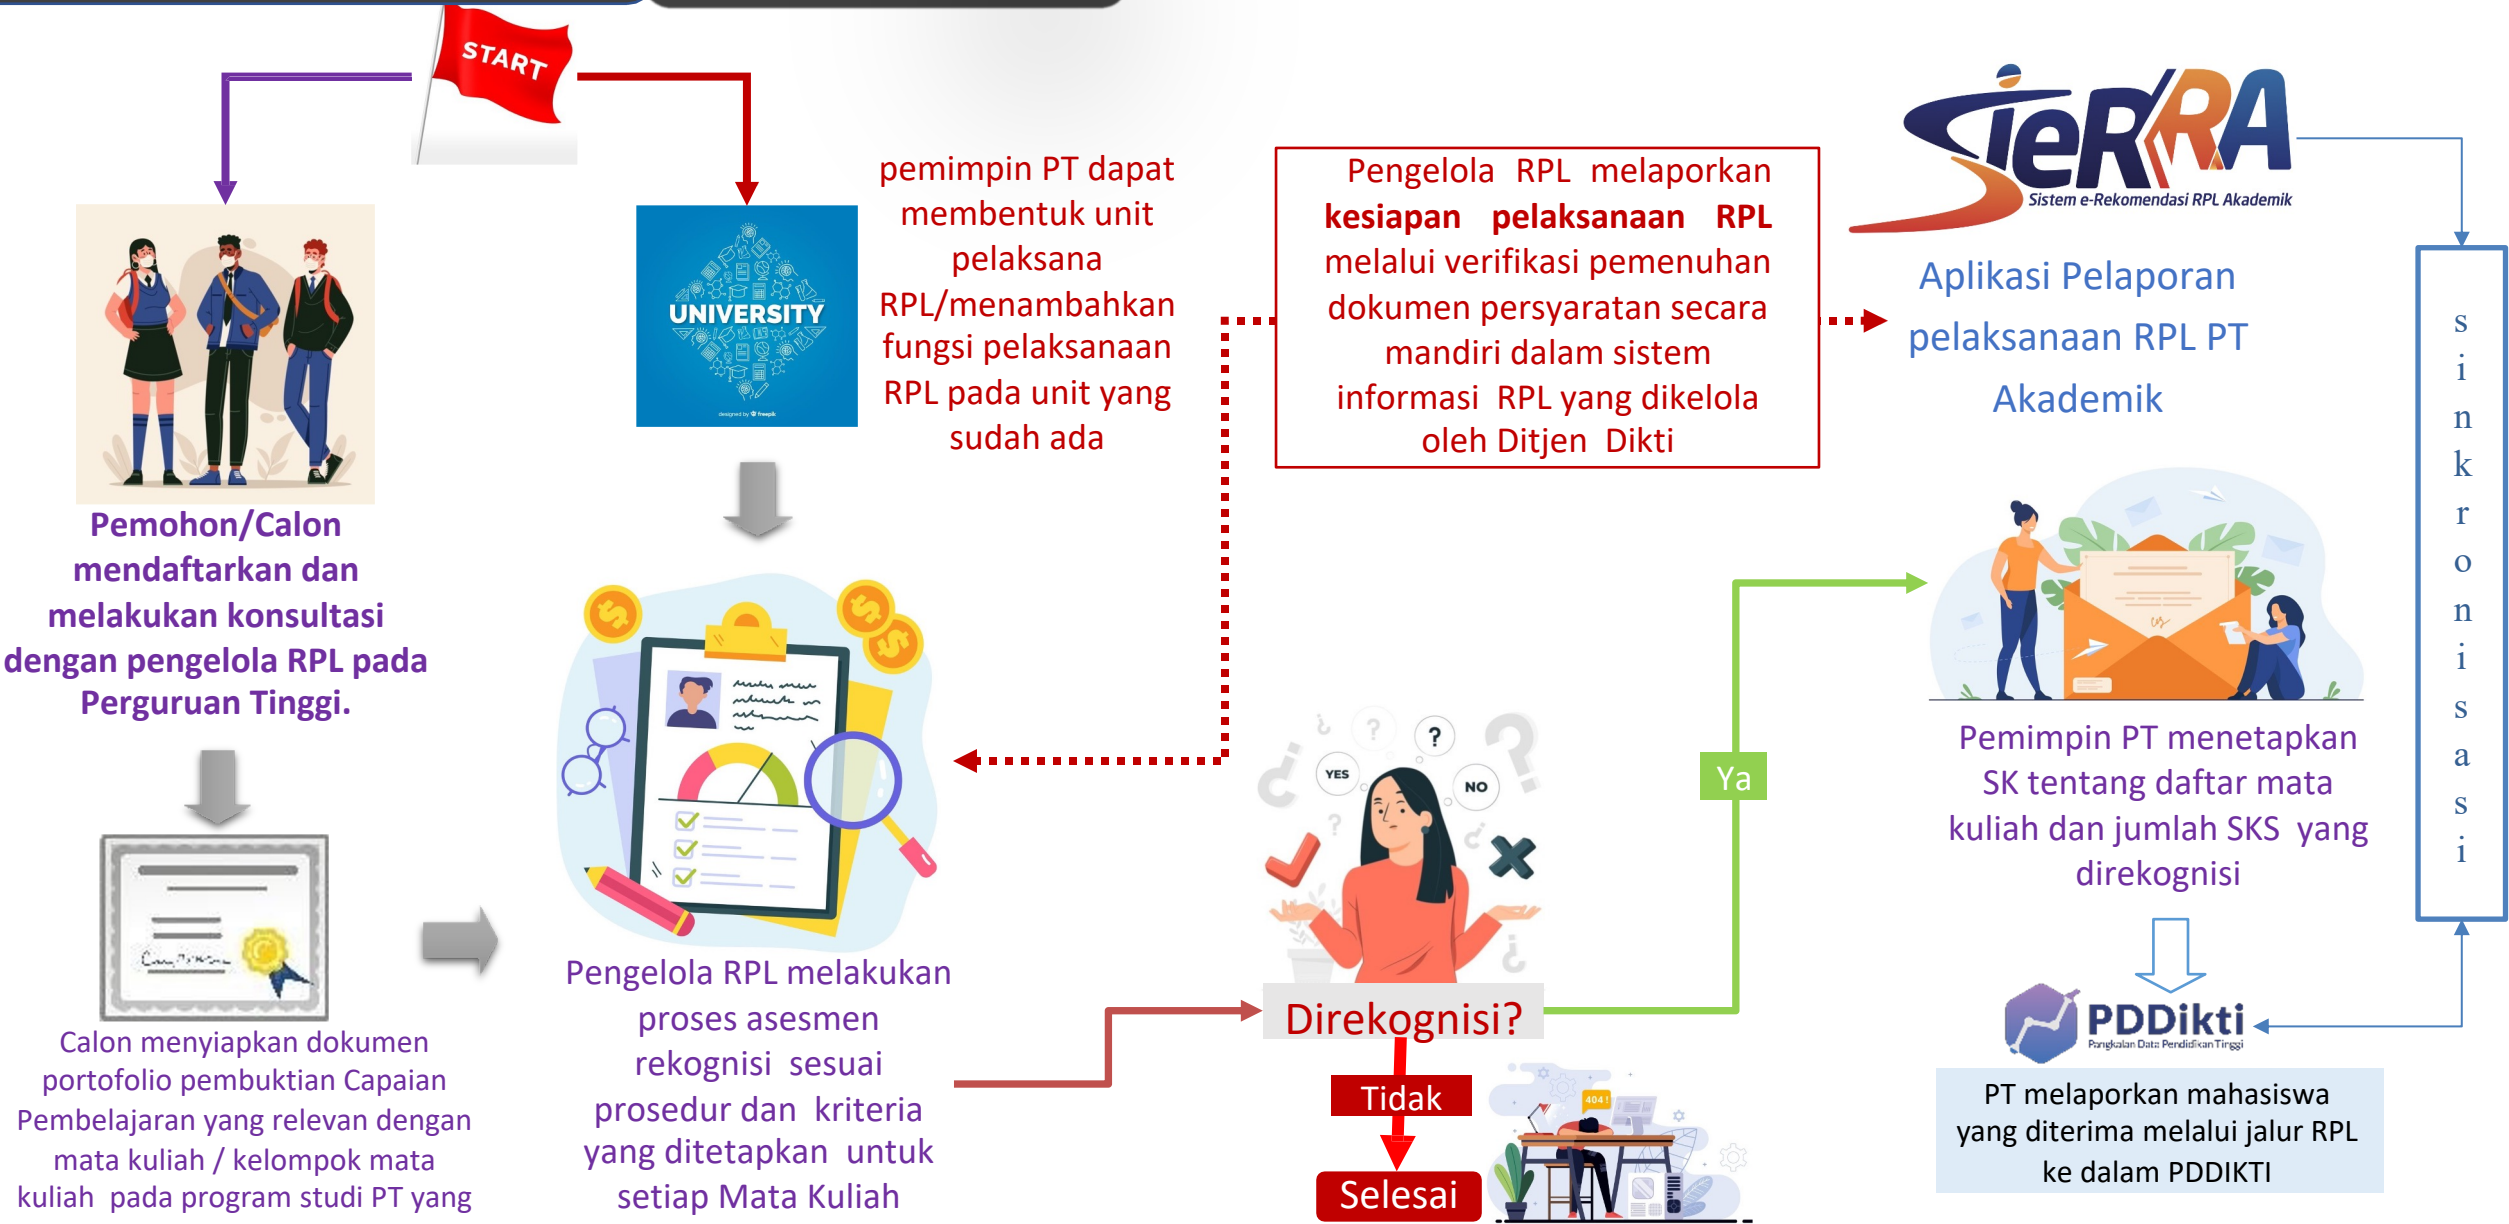 START
Pemohon/Calon
mendaftarkan dan
melakukan konsultasi
dengan pengelola RPL pada
Perguruan Tinggi.
Calon menyiapkan dokumen
portofolio pembuktian Capaian
Pembelajaran yang relevan dengan
mata kuliah / kelompok mata
kuliah pada program studi PT yang
UNIVERSITY
designed by freepik
pemimpin PT dapat
membentuk unit
pelaksana
RPL/menambahkan
fungsi pelaksanaan
RPL pada unit yang
sudah ada
Pengelola RPL melakukan
proses asesmen
rekognisi sesuai
prosedur dan kriteria
yang ditetapkan untuk
setiap Mata Kuliah
Pengelola RPL melaporkan
kesiapan pelaksanaan RPL
melalui verifikasi pemenuhan
dokumen persyaratan secara
mandiri dalam sistem
informasi RPL yang dikelola
oleh Ditjen Dikti
SieRRA
Sistem e-Rekomendasi RPL Akademik
Aplikasi Pelaporan
pelaksanaan RPL PT
Akademik
? ? ?
YES
NO
Direkognisi?
Ya
Tidak
Selesai
404 !
Pemimpin PT menetapkan
SK tentang daftar mata
kuliah dan jumlah SKS yang
direkognisi
PDDikti
Pangkalan Data Pendidikan Tinggi
PT melaporkan mahasiswa
yang diterima melalui jalur RPL
ke dalam PDDIKTI
s
i
n
k
r
o
n
i
s
a
s
i